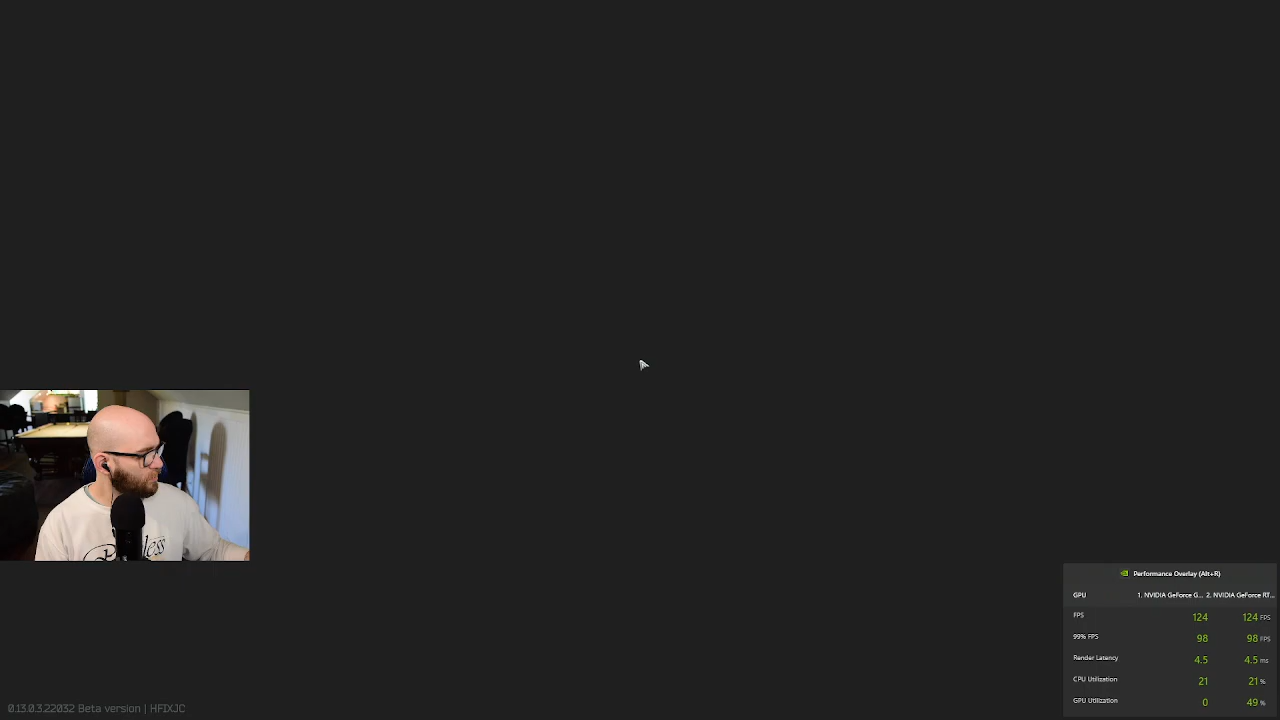 Performance Overlay (Alt+R)
GPU 1. NVIDIA GeForce G... 2. NVIDIA GeForce RT...
FPS 124 124 FPS
99% FPS 98 98 FPS
Render Latency 4.5 4.5 ms
CPU Utilization 21 21 %
GPU Utilization 0 49 %
0.13.0.3.22032 Beta version | HFIXJC